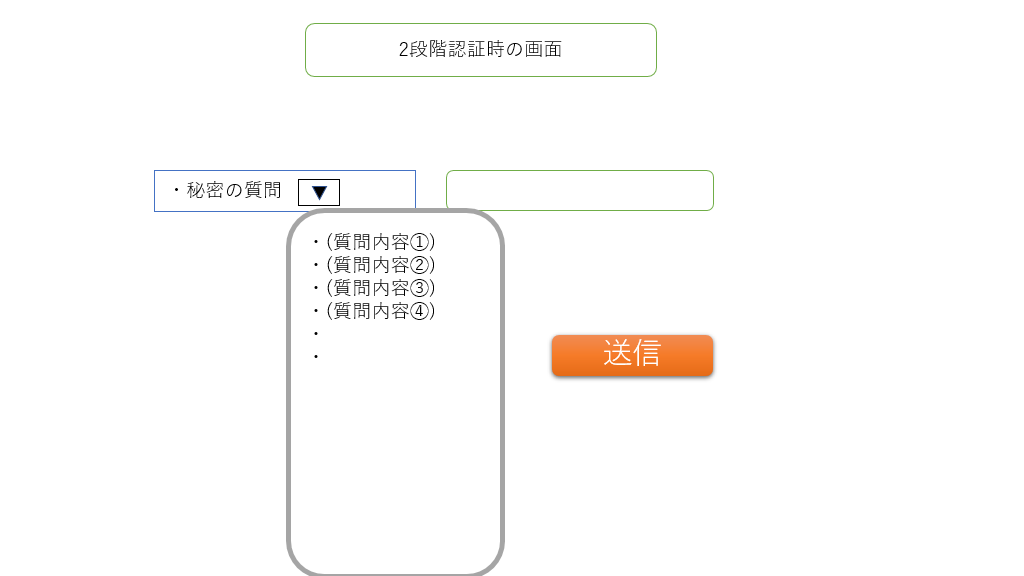 2段階認証時の画面
・秘密の質問 ▼
・(質問内容①)
・(質問内容②)
・(質問内容③)
・(質問内容④)
・
・
送信